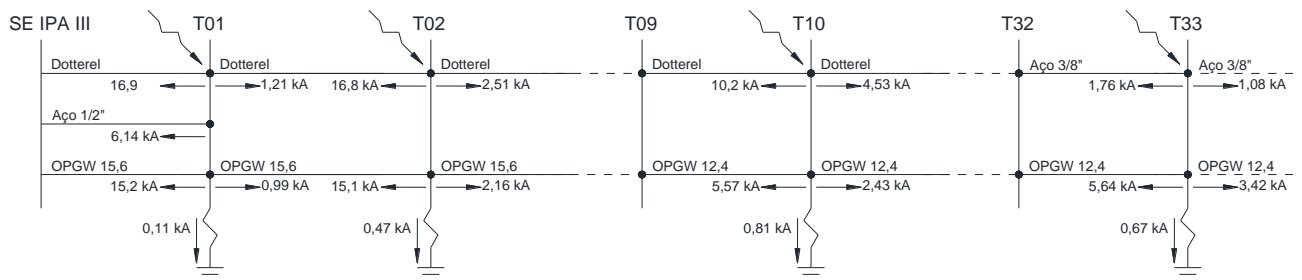 SE IPA III T01 T02 T09 T10 T32 T33
Dotterel Dotterel Dotterel Dotterel Dotterel Aço 3/8" Aço 3/8"
16,9 1,21 kA 16,8 kA 2,51 kA 10,2 kA 4,53 kA 1,76 kA 1,08 kA
Aço 1/2"
6,14 kA
OPGW 15,6 OPGW 15,6 OPGW 15,6 OPGW 12,4 OPGW 12,4 OPGW 12,4 OPGW 12,4
15,2 kA 0,99 kA 15,1 kA 2,16 kA 5,57 kA 2,43 kA 5,64 kA 3,42 kA
0,11 kA 0,47 kA 0,81 kA 0,67 kA